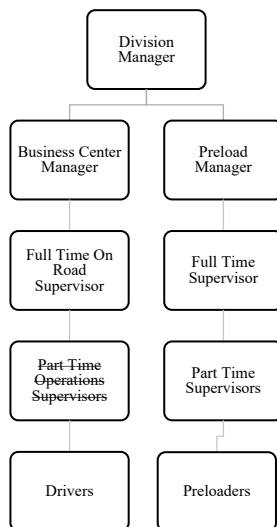 Division
Manager
Business Center
Manager
Preload
Manager
Full Time On
Road
Supervisor
Full Time
Supervisor
Part Time
Operations
Supervisors
Part Time
Supervisors
Drivers
Preloaders